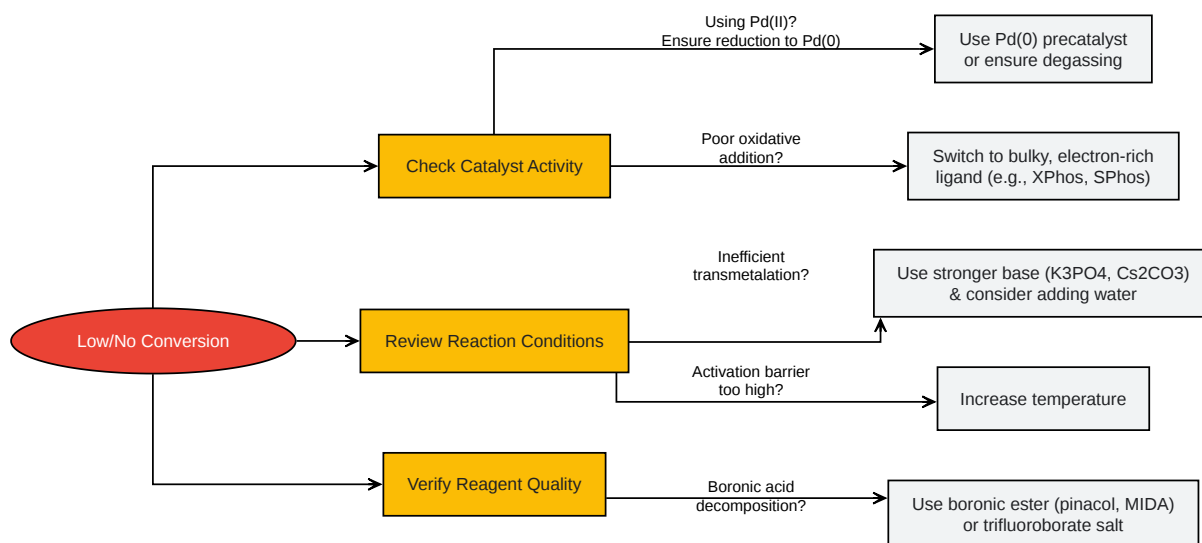 Using Pd(II)?
Ensure reduction to Pd(0)
Use Pd(0) precatalyst
or ensure degassing
Check Catalyst Activity
Poor oxidative
addition?
Switch to bulky, electron-rich
ligand (e.g., XPhos, SPhos)
Inefficient
transmetalation?
Use stronger base (K3PO4, Cs2CO3)
& consider adding water
Low/No Conversion
Review Reaction Conditions
Activation barrier
too high?
Increase temperature
Verify Reagent Quality
Boronic acid
decomposition?
Use boronic ester (pinacol, MIDA)
or trifluoroborate salt